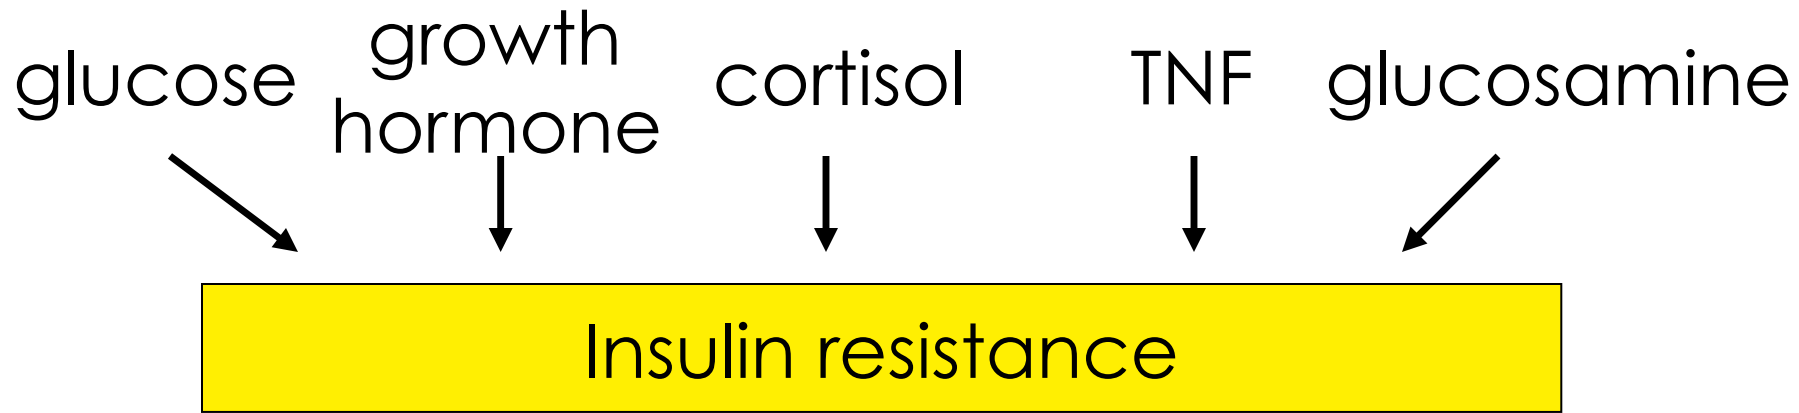 glucose
growth
hormone
cortisol
TNF
glucosamine
Insulin resistance